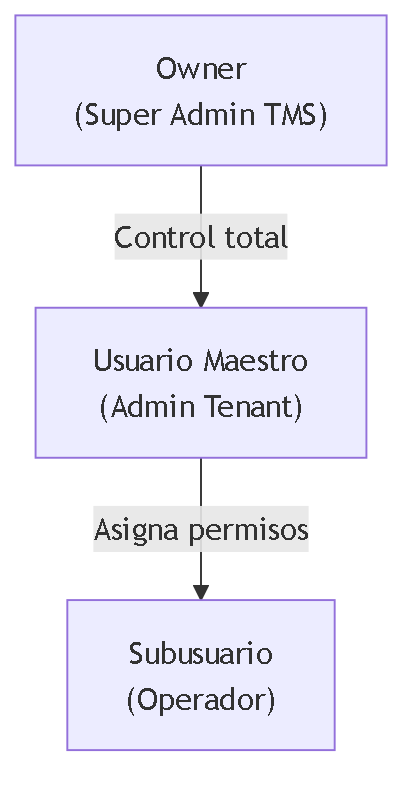 Owner
(Super Admin TMS)
Control total
Usuario Maestro
(Admin Tenant)
Asigna permisos
Subusuario
(Operador)